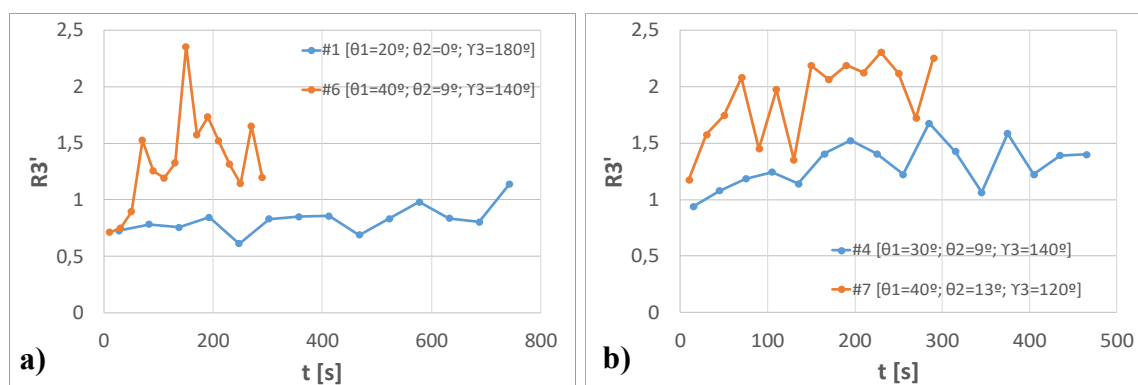 2,5
2
1,5
1
0,5
0
R3'
#1 [θ1=20º; θ2=0º; ϒ3=180º]
#6 [θ1=40º; θ2=9º; ϒ3=140º]
0 200 400 600 800
t [s]
a)
2,5
2
1,5
1
0,5
0
R3'
#4 [θ1=30º; θ2=9º; ϒ3=140º]
#7 [θ1=40º; θ2=13º; ϒ3=120º]
0 100 200 300 400 500
t [s]
b)